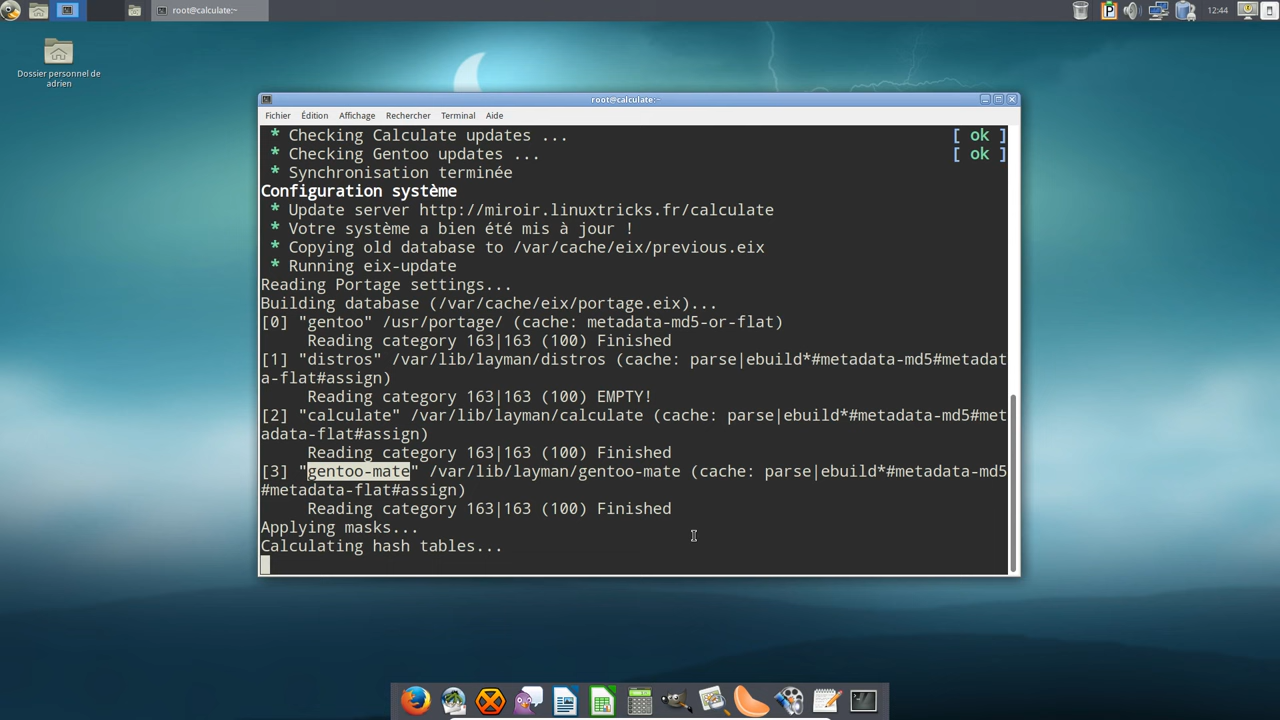 root@calculate:~
12:44
Dossier personnel de
adrien
root@calculate:~
Fichier Édition Affichage Rechercher Terminal Aide
* Checking Calculate updates ... [ ok ]
* Checking Gentoo updates ... [ ok ]
* Synchronisation terminée
Configuration système
* Update server http://miroir.linuxtricks.fr/calculate
* Votre système a bien été mis à jour !
* Copying old database to /var/cache/eix/previous.eix
* Running eix-update
Reading Portage settings...
Building database (/var/cache/eix/portage.eix)...
[0] "gentoo" /usr/portage/ (cache: metadata-md5-or-flat)
Reading category 163|163 (100) Finished
[1] "distros" /var/lib/layman/distros (cache: parse|ebuild*#metadata-md5#metadat
a-flat#assign)
Reading category 163|163 (100) EMPTY!
[2] "calculate" /var/lib/layman/calculate (cache: parse|ebuild*#metadata-md5#met
adata-flat#assign)
Reading category 163|163 (100) Finished
[3] "gentoo-mate" /var/lib/layman/gentoo-mate (cache: parse|ebuild*#metadata-md5
#metadata-flat#assign)
Reading category 163|163 (100) Finished
Applying masks...
Calculating hash tables...